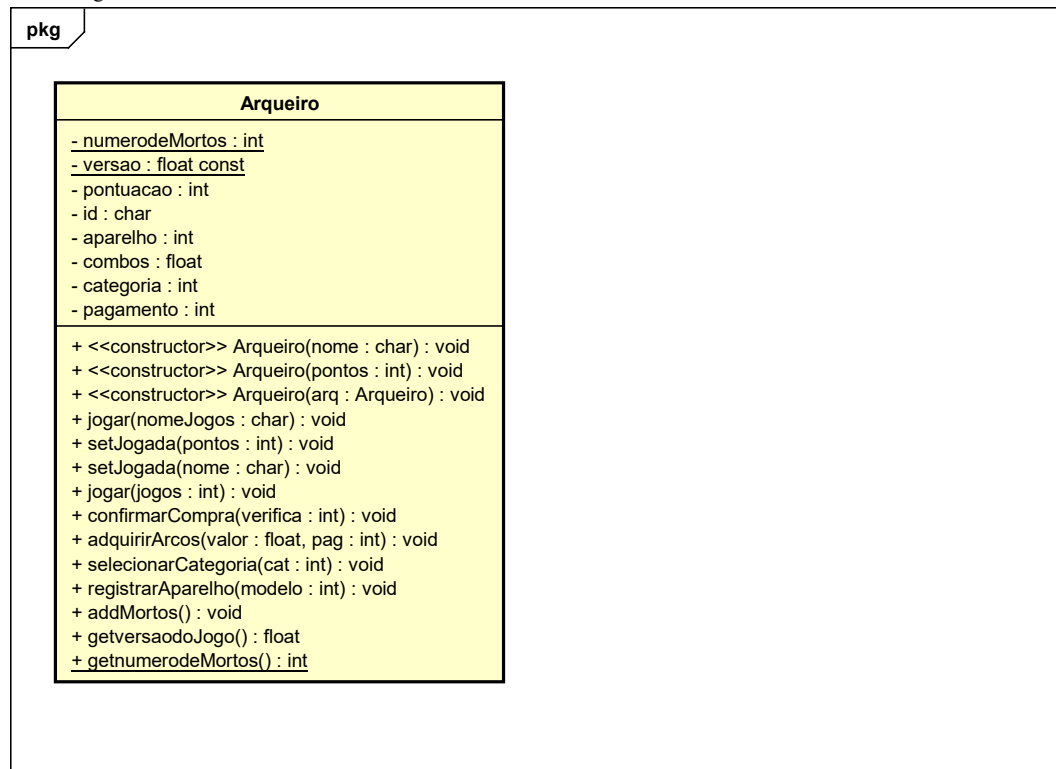 pkg
Arqueiro
- numerodeMortos : int
- versao : float const
- pontuacao : int
- id : char
- aparelho : int
- combos : float
- categoria : int
- pagamento : int
+ <<constructor>> Arqueiro(nome : char) : void
+ <<constructor>> Arqueiro(pontos : int) : void
+ <<constructor>> Arqueiro(arq : Arqueiro) : void
+ jogar(nomeJogos : char) : void
+ setJogada(pontos : int) : void
+ setJogada(nome : char) : void
+ jogar(jogos : int) : void
+ confirmarCompra(verifica : int) : void
+ adquirirArcos(valor : float, pag : int) : void
+ selecionarCategoria(cat : int) : void
+ registrarAparelho(modelo : int) : void
+ addMortos() : void
+ getversaodoJogo() : float
+ getnumerodeMortos() : int